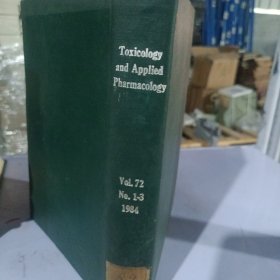 Toxicology
and Applied
Pharmacology
Vol. 72
No. 1-3
1984